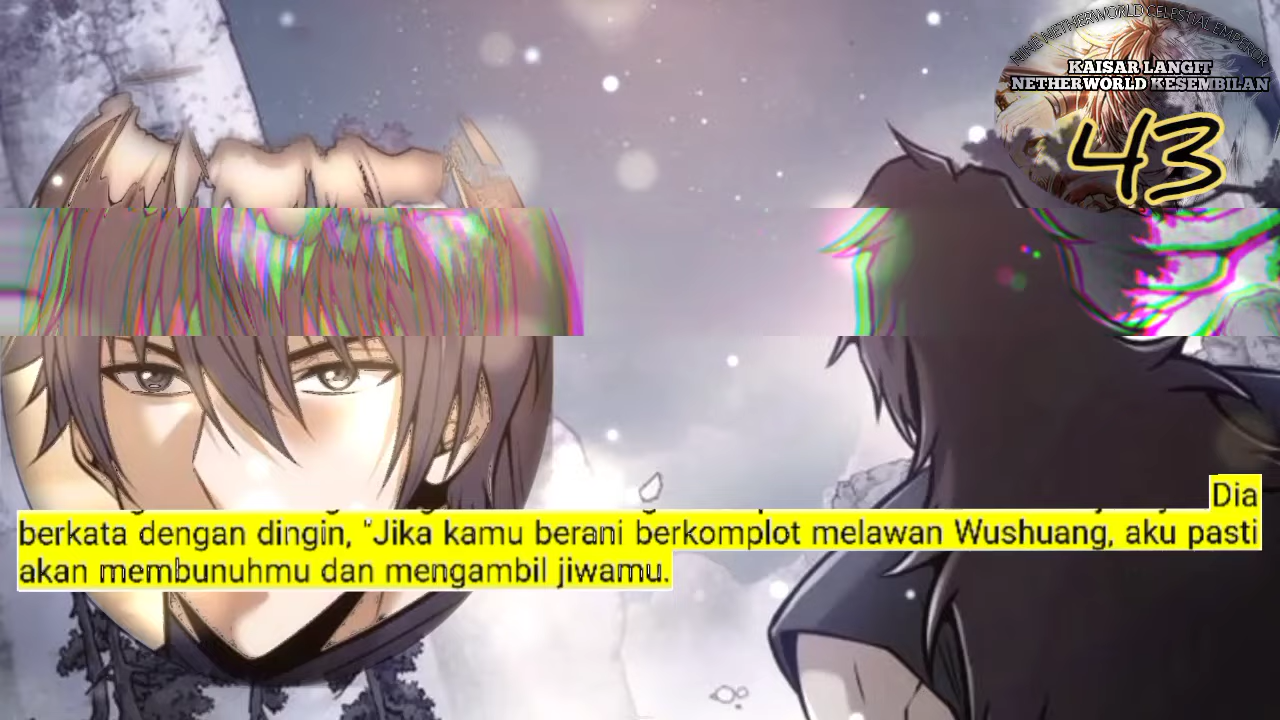 NINE NETHERWORLD CELESTIAL EMPEROR
KAISAR LANGIT
NETHERWORLD KESEMBILAN
43
Dia
berkata dengan dingin, "Jika kamu berani berkomplot melawan Wushuang, aku pasti
akan membunuhmu dan mengambil jiwamu.